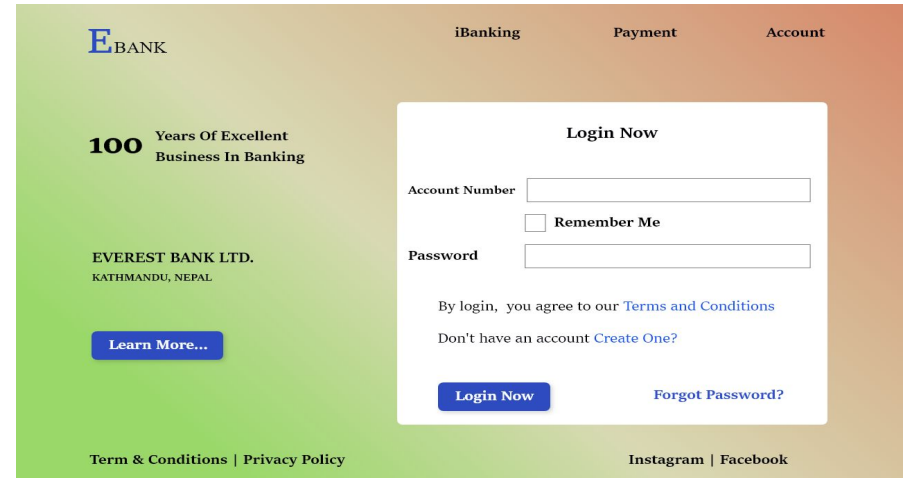 EBANK
iBanking
Payment
Account
100
Years Of Excellent
Business In Banking
EVEREST BANK LTD.
KATHMANDU, NEPAL
Learn More...
Login Now
Account Number
Remember Me
Password
By login, you agree to our Terms and Conditions
Don't have an account Create One?
Login Now
Forgot Password?
Term & Conditions | Privacy Policy
Instagram | Facebook